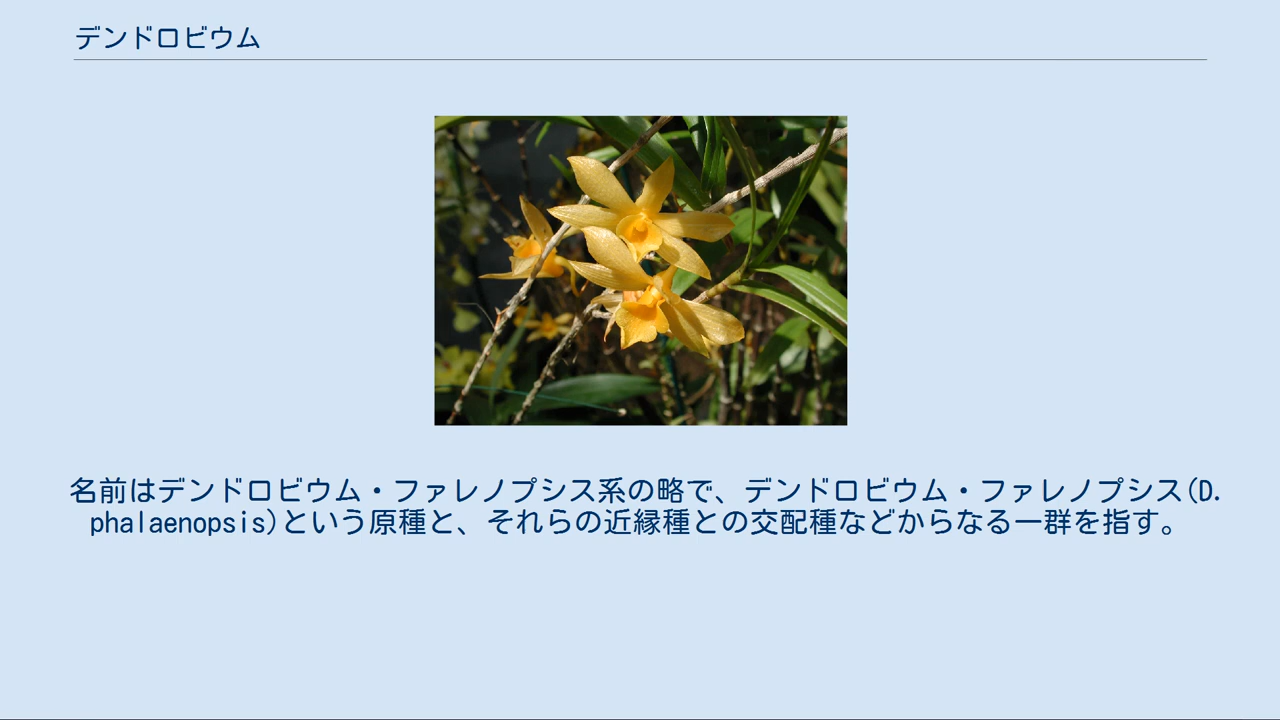 デンドロビウム
名前はデンドロビウム・ファレノプシス系の略で、デンドロビウム・ファレノプシス(D.
phalaenopsis)という原種と、それらの近縁種との交配種などからなる一群を指す。